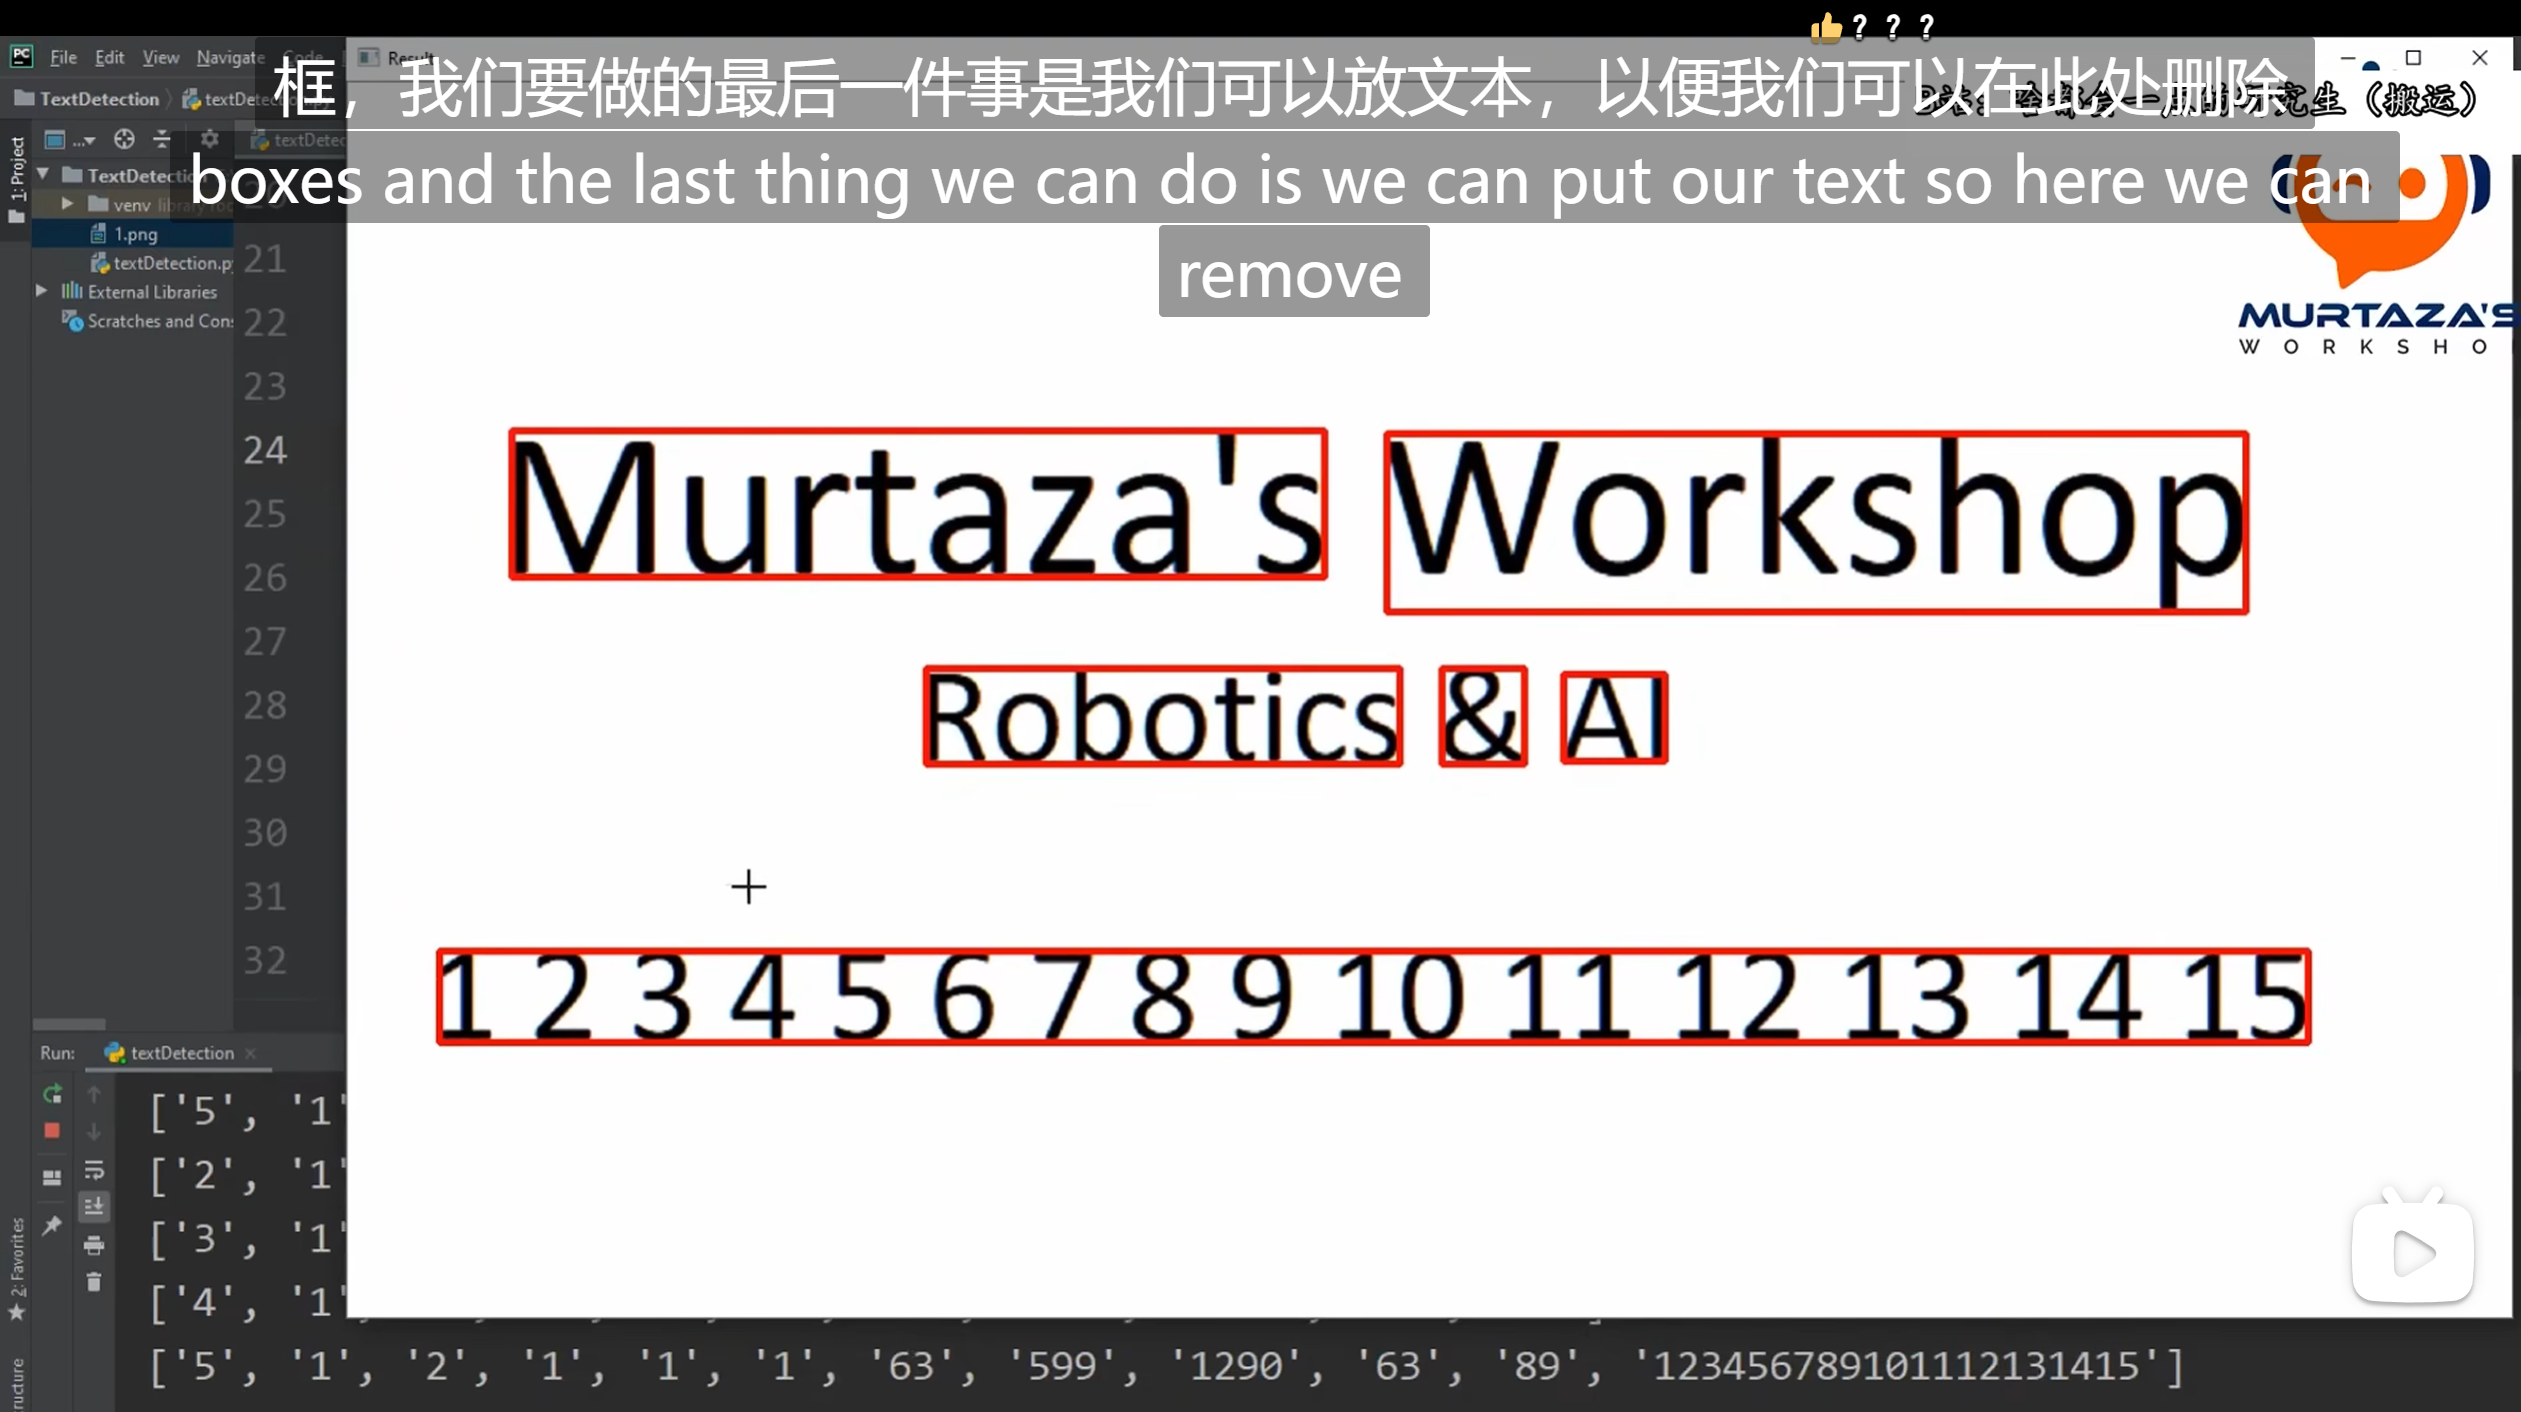 👍? ? ?
File Edit View Navigate Code
Result
框，我们要做的最后一件事是我们可以放文本，以便我们可以在此处删除
究生（搬运）
TextDetection
boxes and the last thing we can do is we can put our text so here we can
remove
1: Project
TextDetection
venv library
1.png
textDetection.py
External Libraries
Scratches and Cons
21
22
23
24
25
26
27
28
29
30
31
32
MURTAZA'S
WORKSHO
Murtaza's Workshop
Robotics & AI
1 2 3 4 5 6 7 8 9 10 11 12 13 14 15
Run: textDetection
['5', '1'
['2', '1'
['3', '1'
['4', '1'
['5', '1', '2', '1', '1', '1', '63', '599', '1290', '63', '89', '123456789101112131415']
2: Favorites
ructure